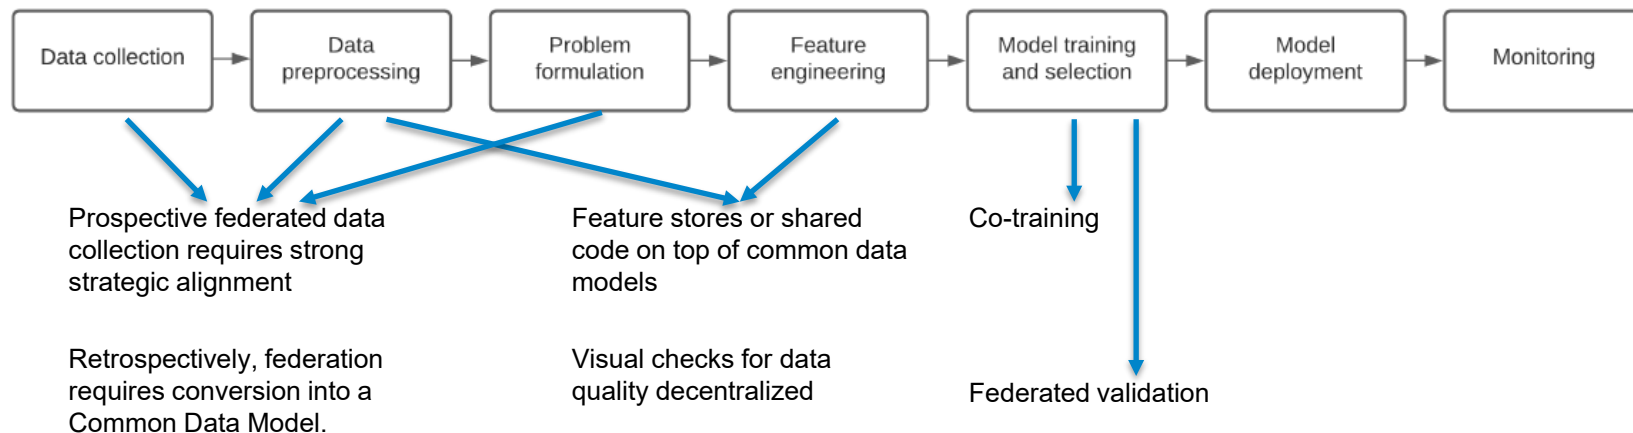 Data collection
Data
preprocessing
Problem
formulation
Feature
engineering
Model training
and selection
Model
deployment
Monitoring
Prospective federated data
collection requires strong
strategic alignment
Retrospectively, federation
requires conversion into a
Common Data Model.
Feature stores or shared
code on top of common data
models
Visual checks for data
quality decentralized
Co-training
Federated validation